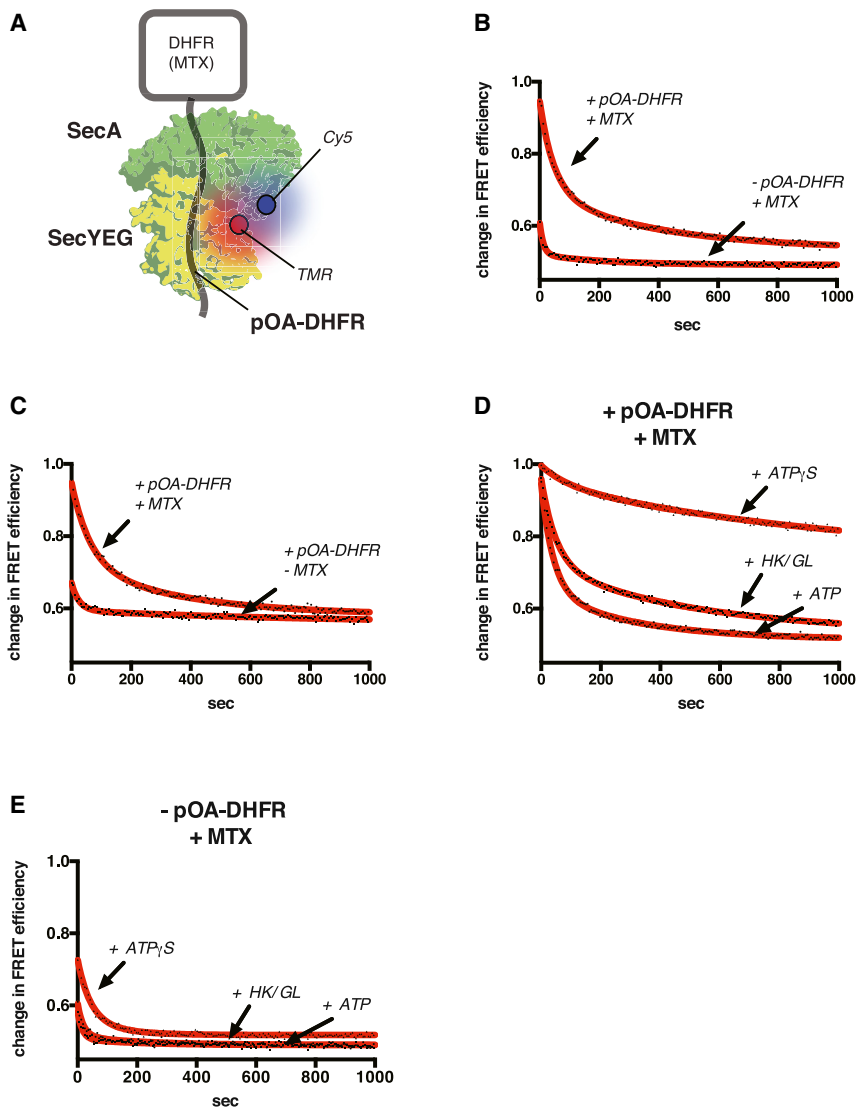 A
DHFR
(MTX)
SecA
Cy5
SecYEG
TMR
pOA-DHFR
B
change in FRET efficiency
1.0
0.8
0.6
+ pOA-DHFR
+ MTX
- pOA-DHFR
+ MTX
0 200 400 600 800 1000
sec
C
change in FRET efficiency
1.0
0.8
0.6
+ pOA-DHFR
+ MTX
+ pOA-DHFR
- MTX
0 200 400 600 800 1000
sec
D
+ pOA-DHFR
+ MTX
change in FRET efficiency
1.0
0.8
0.6
+ ATPγS
+ HK/GL
+ ATP
0 200 400 600 800 1000
sec
E
- pOA-DHFR
+ MTX
change in FRET efficiency
1.0
0.8
0.6
+ ATPγS
+ HK/GL
+ ATP
0 200 400 600 800 1000
sec